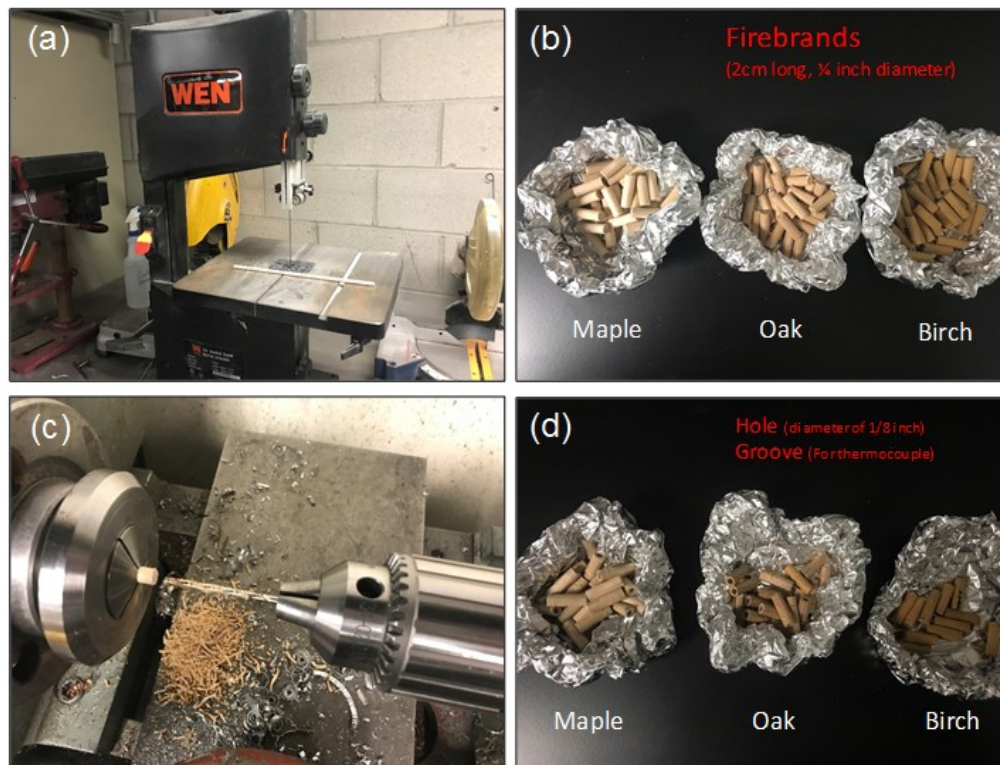 (a)
WEN
(b)
Firebrands
(2cm long, ¼ inch diameter)
Maple
Oak
Birch
(c)
(d)
Hole (diameter of 1/8 inch)
Groove (For thermocouple)
Maple
Oak
Birch